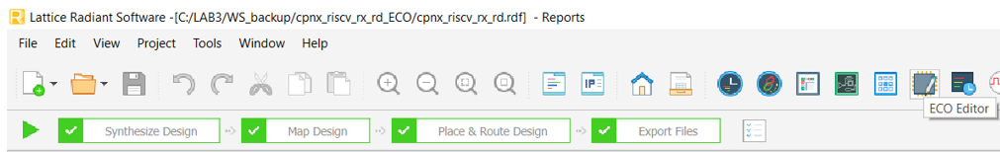 Lattice Radiant Software -[C:/LAB3/WS_backup/cpnx_riscv_rx_rd_ECO/cpnx_riscv_rx_rd.rdf] - Reports
File Edit View Project Tools Window Help
IP
ECO Editor
Synthesize Design Map Design Place & Route Design Export Files